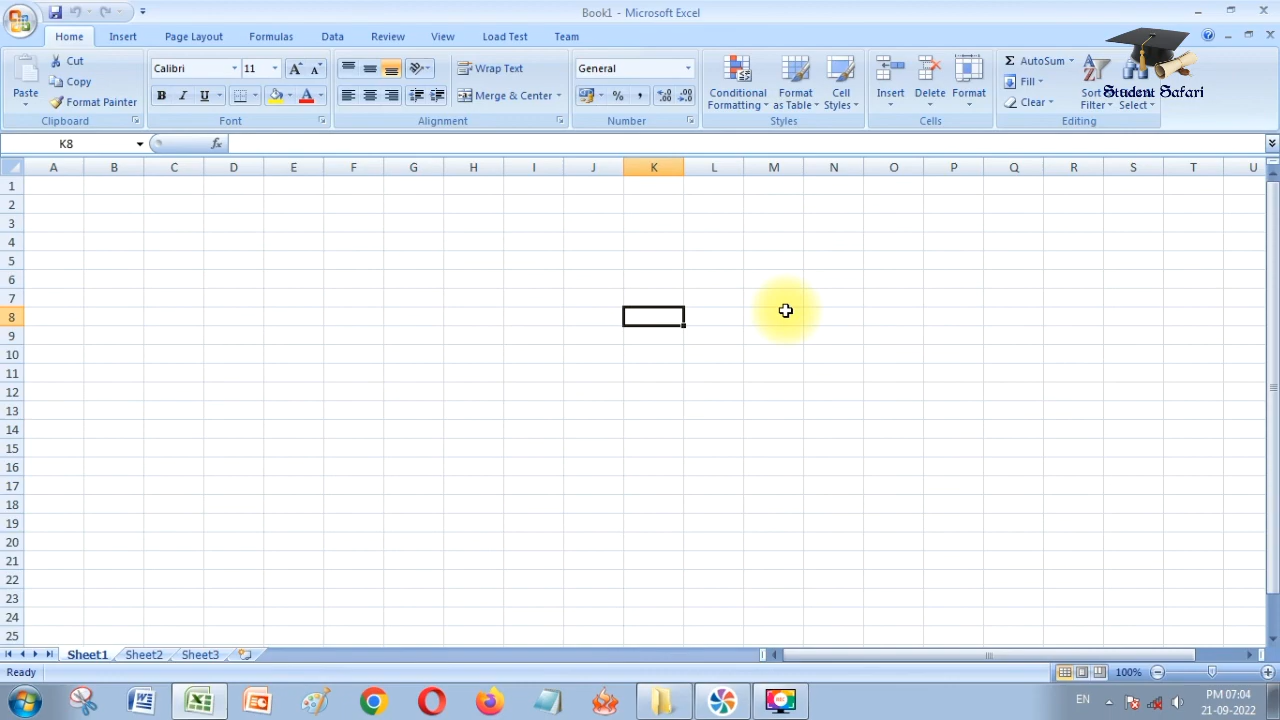 Book1 - Microsoft Excel
Home Insert Page Layout Formulas Data Review View Load Test Team
Paste
Cut
Copy
Format Painter
Clipboard
Calibri 11
B I U A
Font
Wrap Text
Merge & Center
Alignment
General
% ,
Number
Conditional Formatting
Format as Table
Cell Styles
Styles
Insert Delete Format
Cells
Σ AutoSum
Fill
Clear
Sort
Filter
Select
Editing
Student Safari
K8 fx
A B C D E F G H I J K L M N O P Q R S T U
1
2
3
4
5
6
7
8
9
10
11
12
13
14
15
16
17
18
19
20
21
22
23
24
25
Sheet1 Sheet2 Sheet3
Ready 100%
EN PM 07:04
21-09-2022